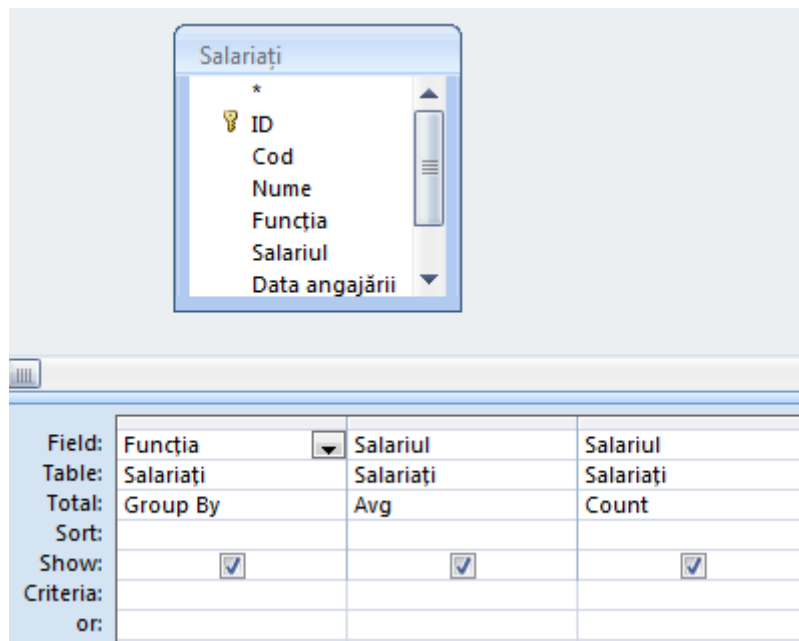 Salariați
*
ID
Cod
Nume
Funcția
Salariul
Data angajării
Field: Funcția Salariul Salariul
Table: Salariați Salariați Salariați
Total: Group By Avg Count
Sort:
Show:
Criteria:
or: